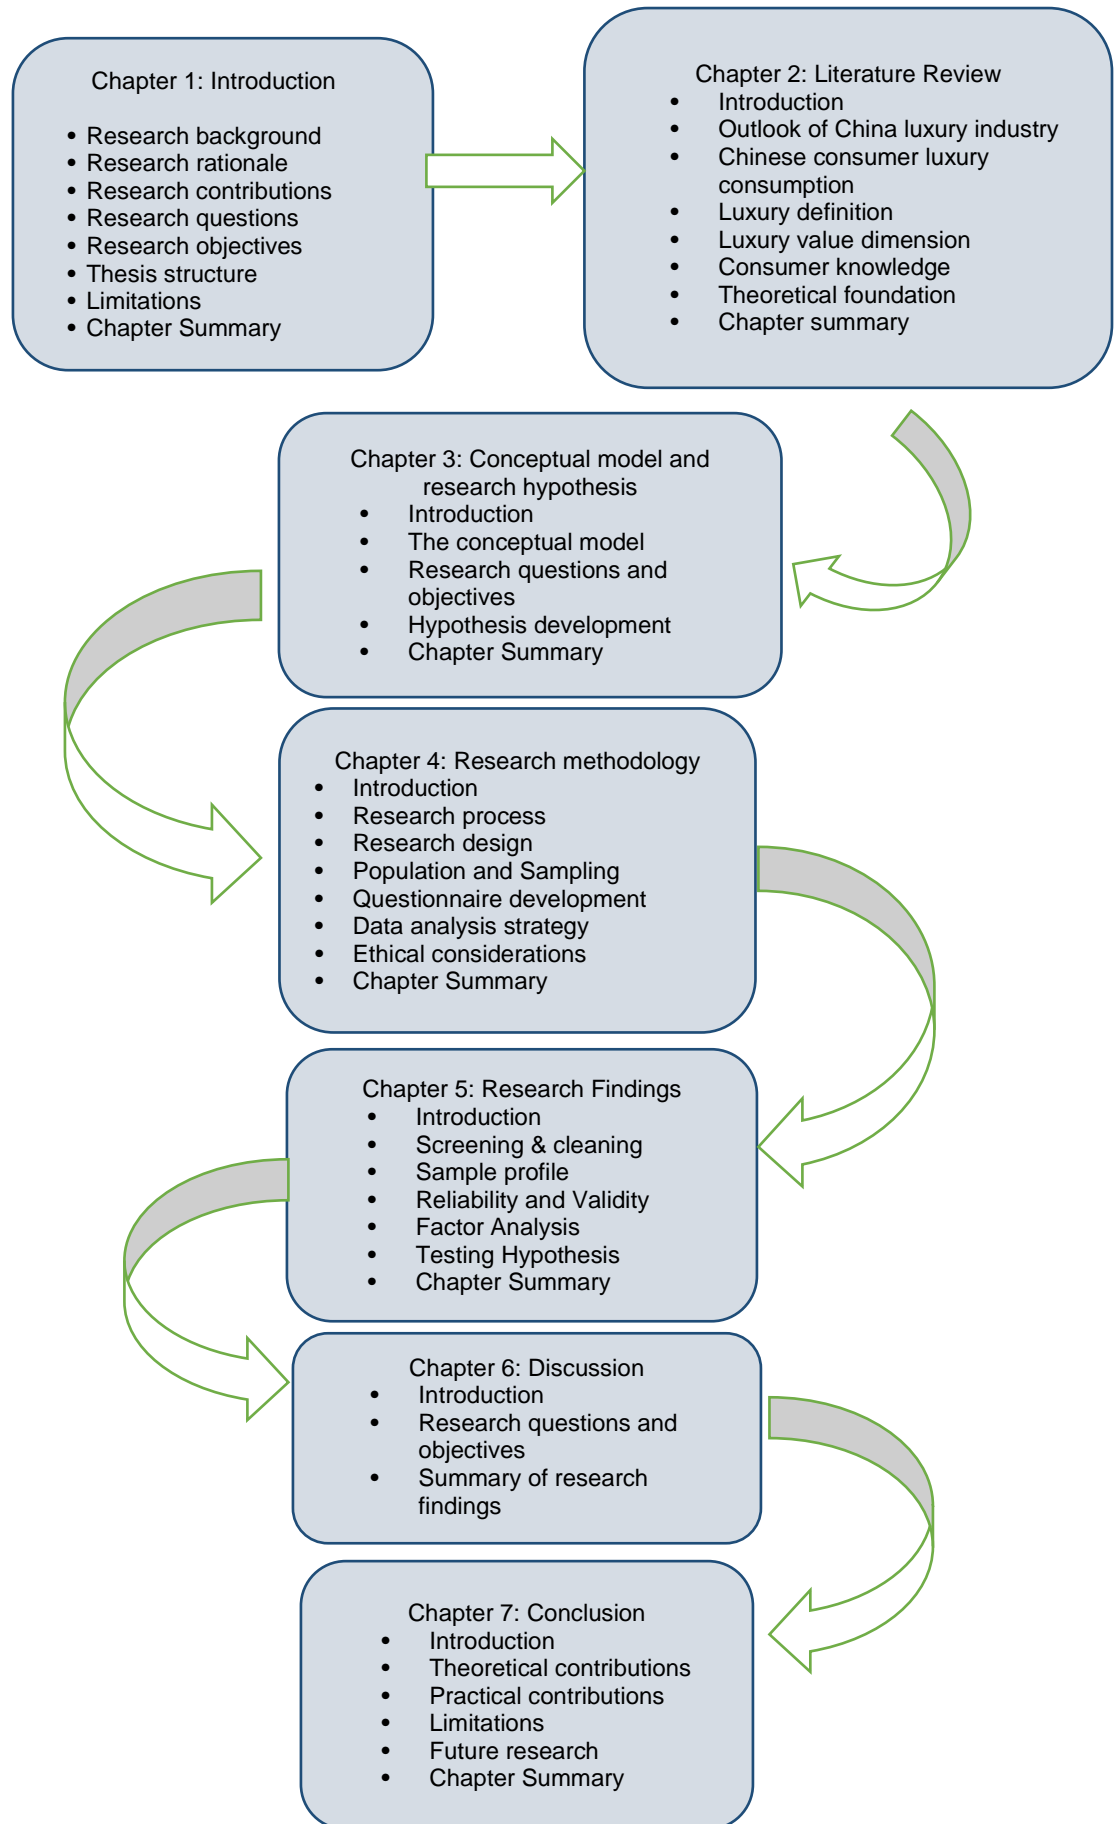 Chapter 1: Introduction
• Research background
• Research rationale
• Research contributions
• Research questions
• Research objectives
• Thesis structure
• Limitations
• Chapter Summary
Chapter 2: Literature Review
• Introduction
• Outlook of China luxury industry
• Chinese consumer luxury
consumption
• Luxury definition
• Luxury value dimension
• Consumer knowledge
• Theoretical foundation
• Chapter summary
Chapter 3: Conceptual model and
research hypothesis
• Introduction
• The conceptual model
• Research questions and
objectives
• Hypothesis development
• Chapter Summary
Chapter 4: Research methodology
• Introduction
• Research process
• Research design
• Population and Sampling
• Questionnaire development
• Data analysis strategy
• Ethical considerations
• Chapter Summary
Chapter 5: Research Findings
• Introduction
• Screening & cleaning
• Sample profile
• Reliability and Validity
• Factor Analysis
• Testing Hypothesis
• Chapter Summary
Chapter 6: Discussion
• Introduction
• Research questions and
objectives
• Summary of research
findings
Chapter 7: Conclusion
• Introduction
• Theoretical contributions
• Practical contributions
• Limitations
• Future research
• Chapter Summary